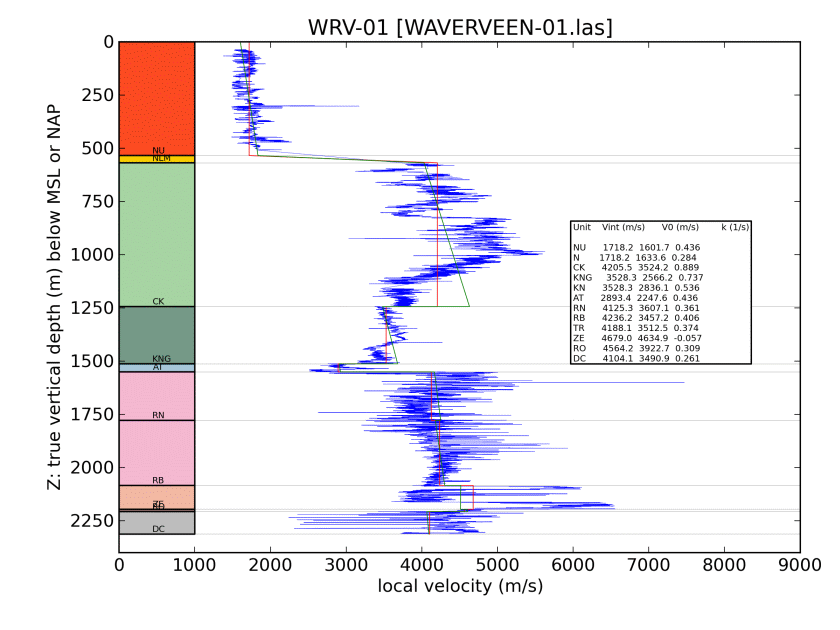 WRV-01 [WAVERVEEN-01.las]
0
250
500
750
1000
1250
1500
1750
2000
2250
Z: true vertical depth (m) below MSL or NAP
NU
NLM
CK
KNG
AT
RN
RB
ZE
DC
Unit Vint (m/s) V0 (m/s) k (1/s)
NU 1718.2 1601.7 0.436
N 1718.2 1633.6 0.284
CK 4205.5 3524.2 0.889
KNG 3528.3 2566.2 0.737
KN 3528.3 2836.1 0.536
AT 2893.4 2247.6 0.436
RN 4125.3 3607.1 0.361
RB 4236.2 3457.2 0.406
TR 4188.1 3512.5 0.374
ZE 4679.0 4634.9 -0.057
RO 4564.2 3922.7 0.309
DC 4104.1 3490.9 0.261
0 1000 2000 3000 4000 5000 6000 7000 8000 9000
local velocity (m/s)